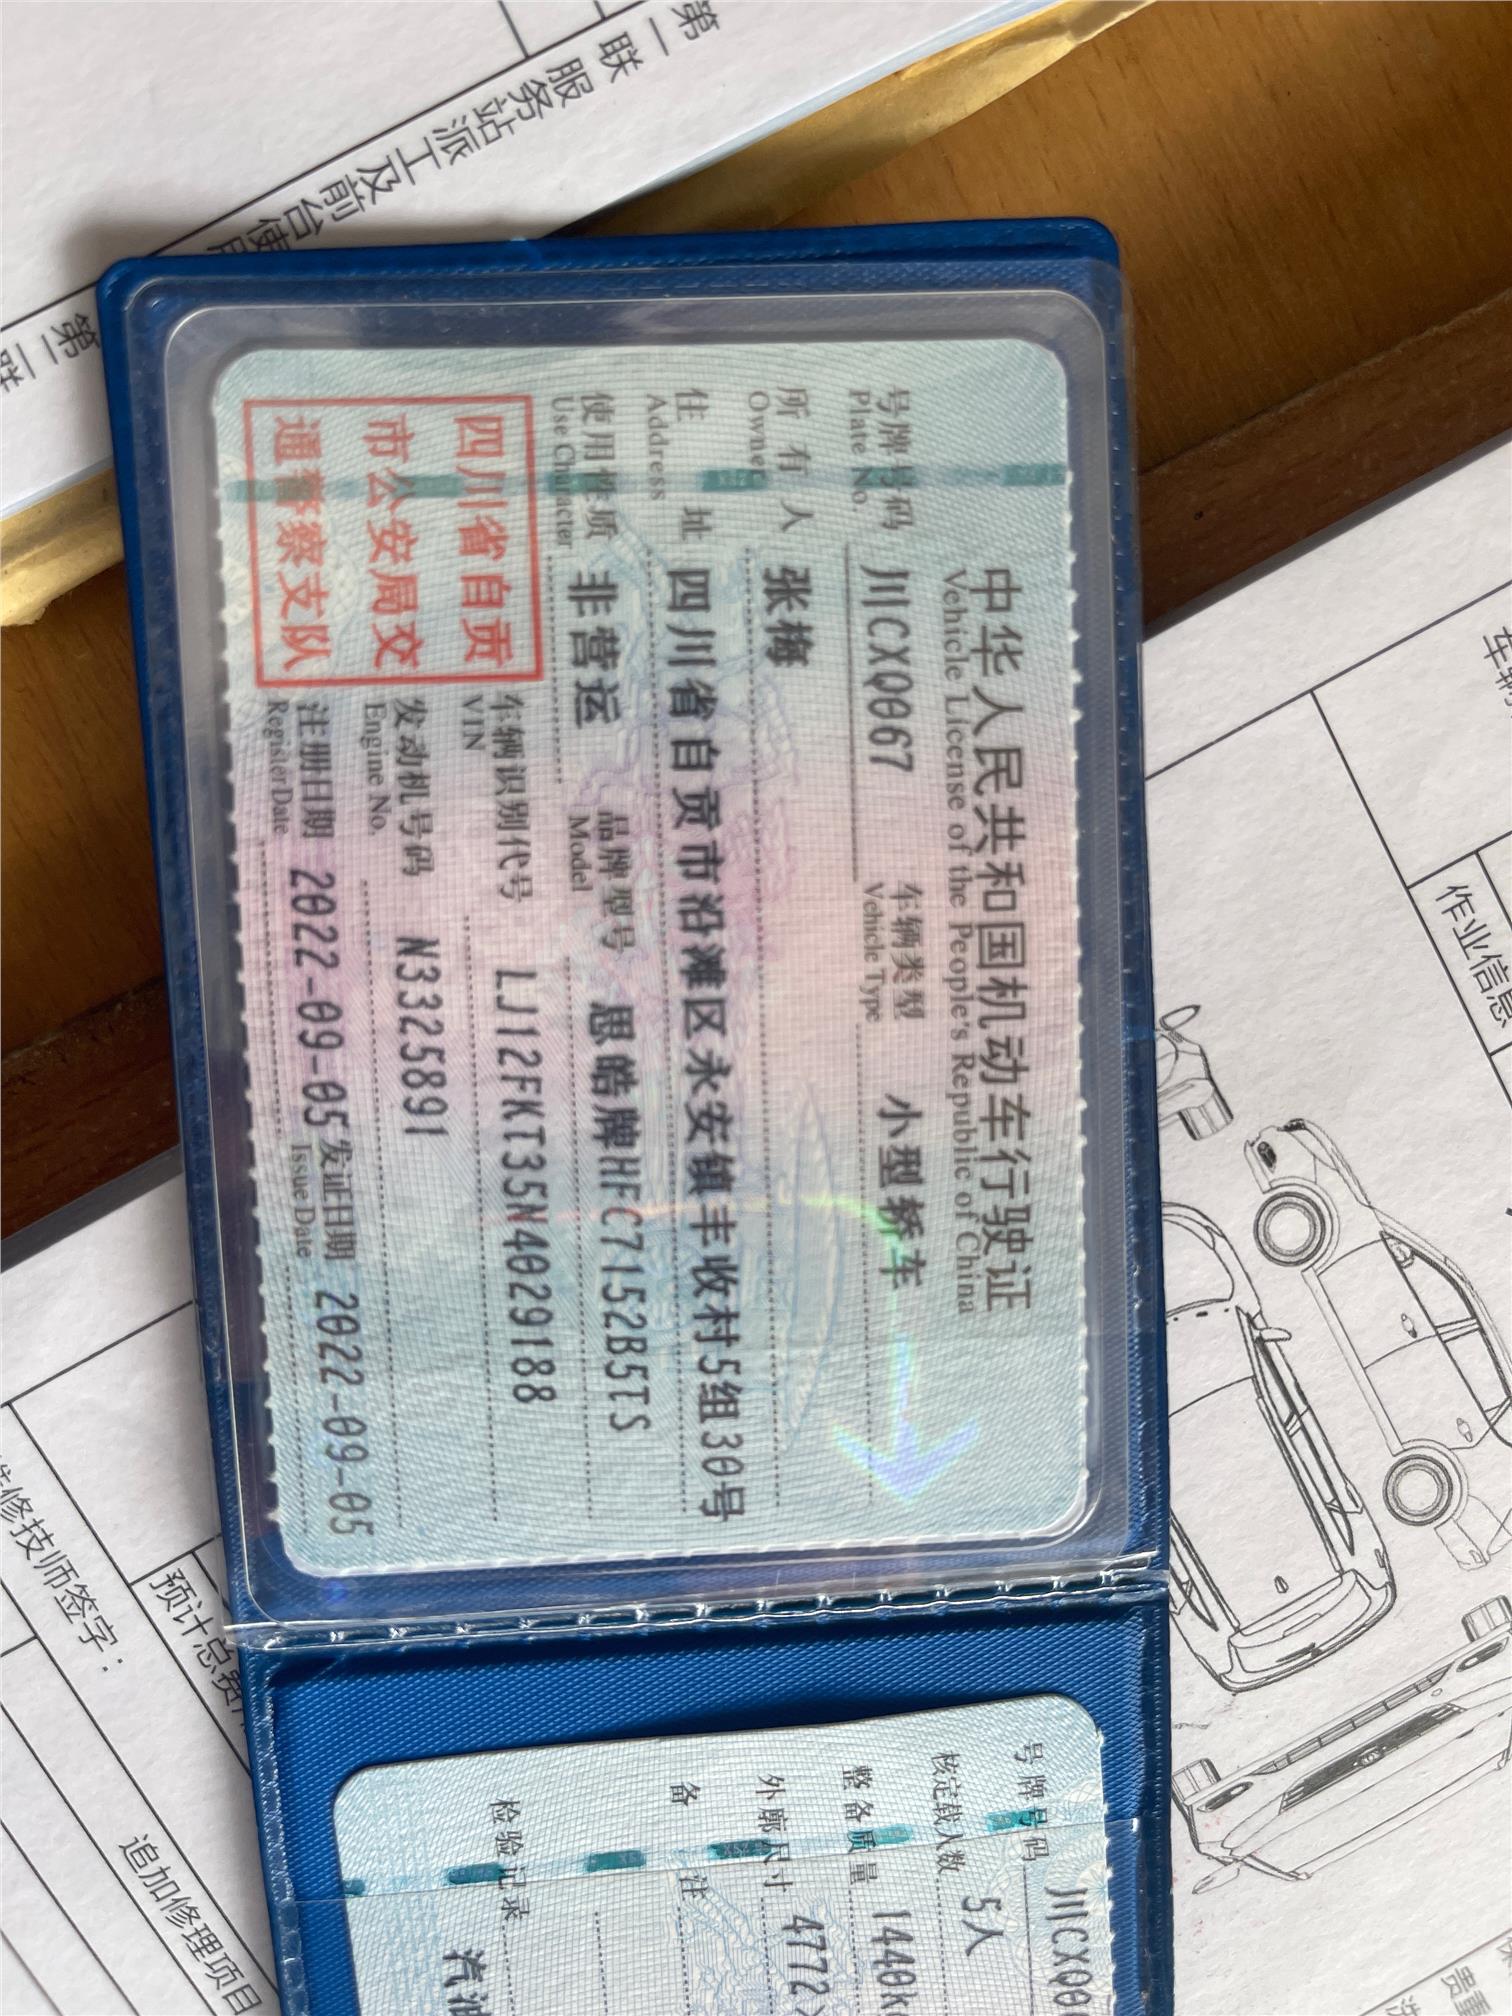 中华人民共和国机动车行驶证
Vehicle License of the People's Republic of China
号牌号码 川CXQ067 车辆类型 小型轿车
Plate No. Vehicle Type
所有人 张梅
Owner
住址 四川省自贡市沿滩区永安镇丰收村5组30号
Address
使用性质 非营运 品牌型号 思皓牌HFC7152B5TS
Use Character Model
四川省自贡
市公安局交
通警察支队
车辆识别代号 LJ12FKT35N4029188
VIN
发动机号码 N3325891
Engine No.
注册日期 2022-09-05 发证日期 2022-09-05
Register Date Issue Date
号牌号码 川CXQ0
核定载人数 5人
整备质量 1440kg
外廓尺寸 4772
备注
检验记录
汽油
第一联 服务站派工及前台使用
第二联
作业信息
维修技师签字：
预计总费
追加修理项目